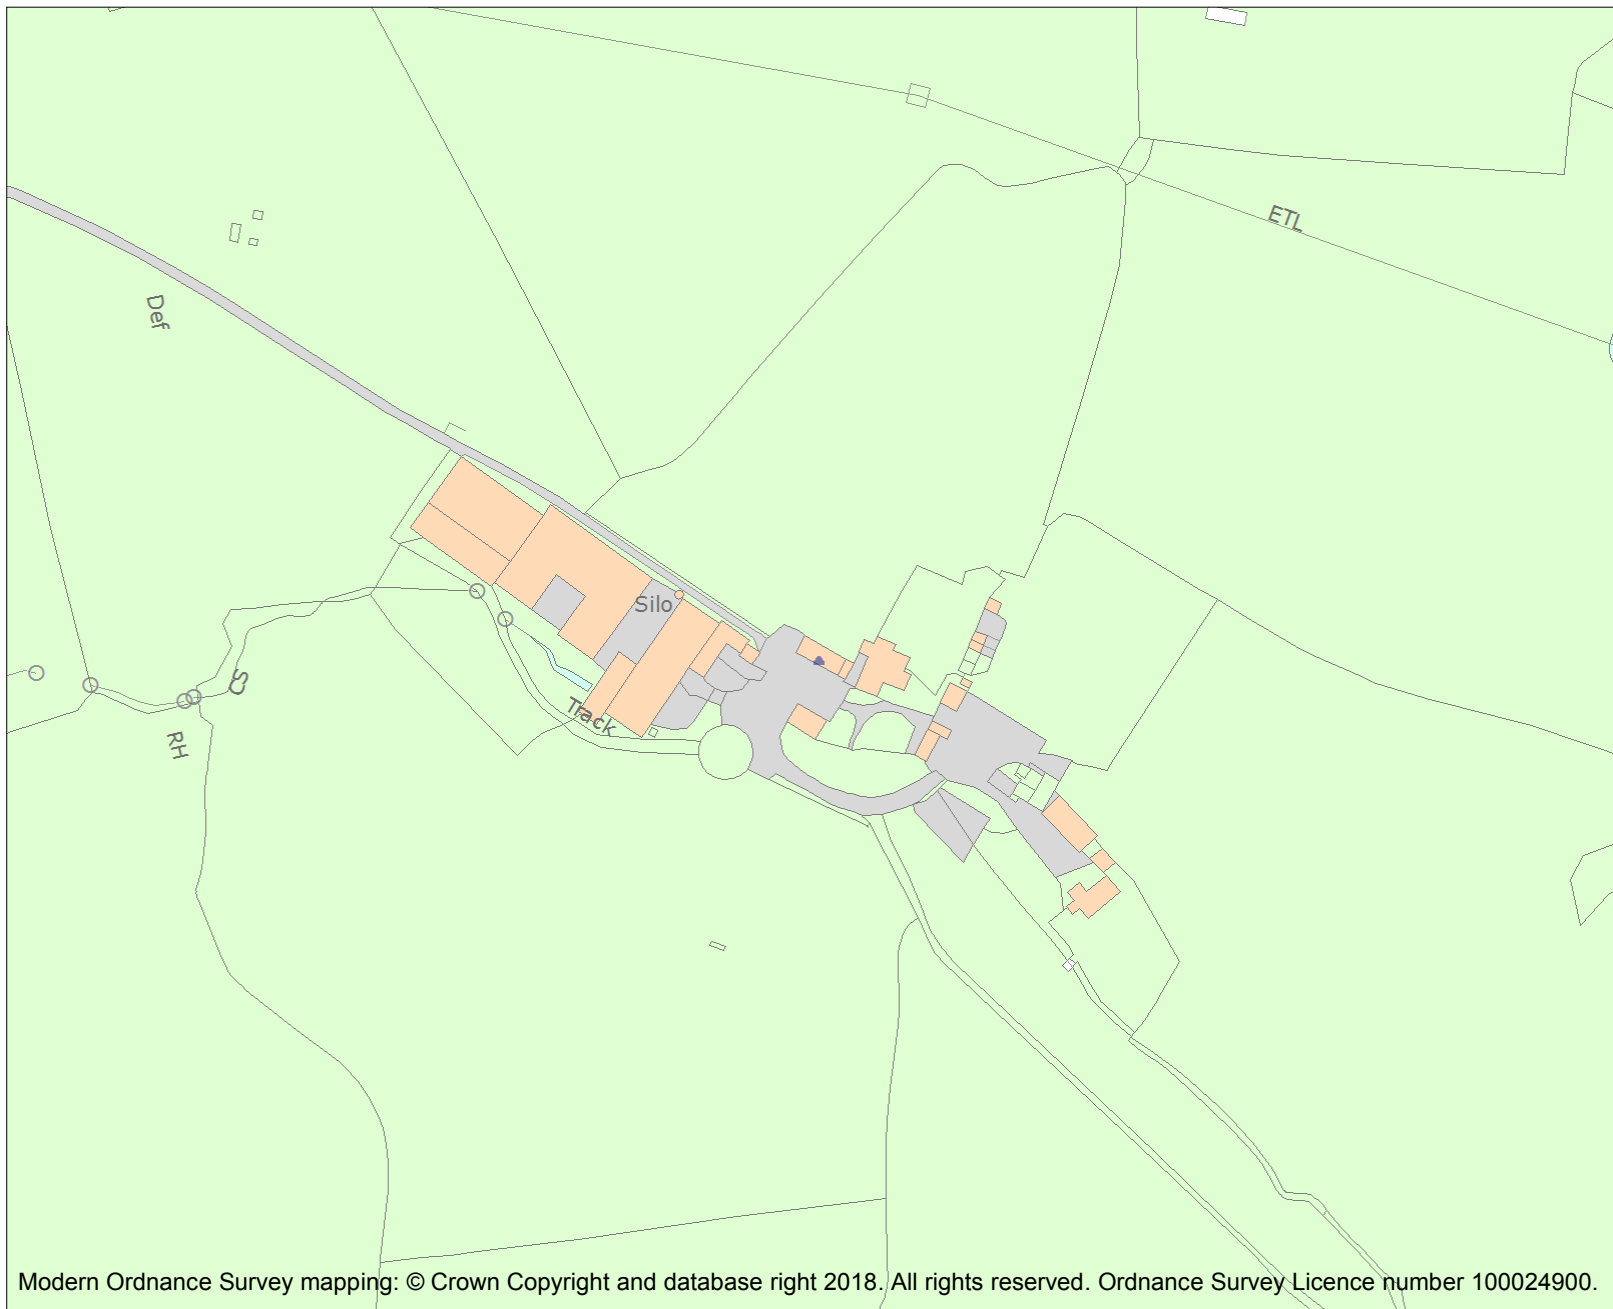 ETL
Def
Silo
CS
Track
RH
Modern Ordnance Survey mapping: © Crown Copyright and database right 2018. All rights reserved. Ordnance Survey Licence number 100024900.